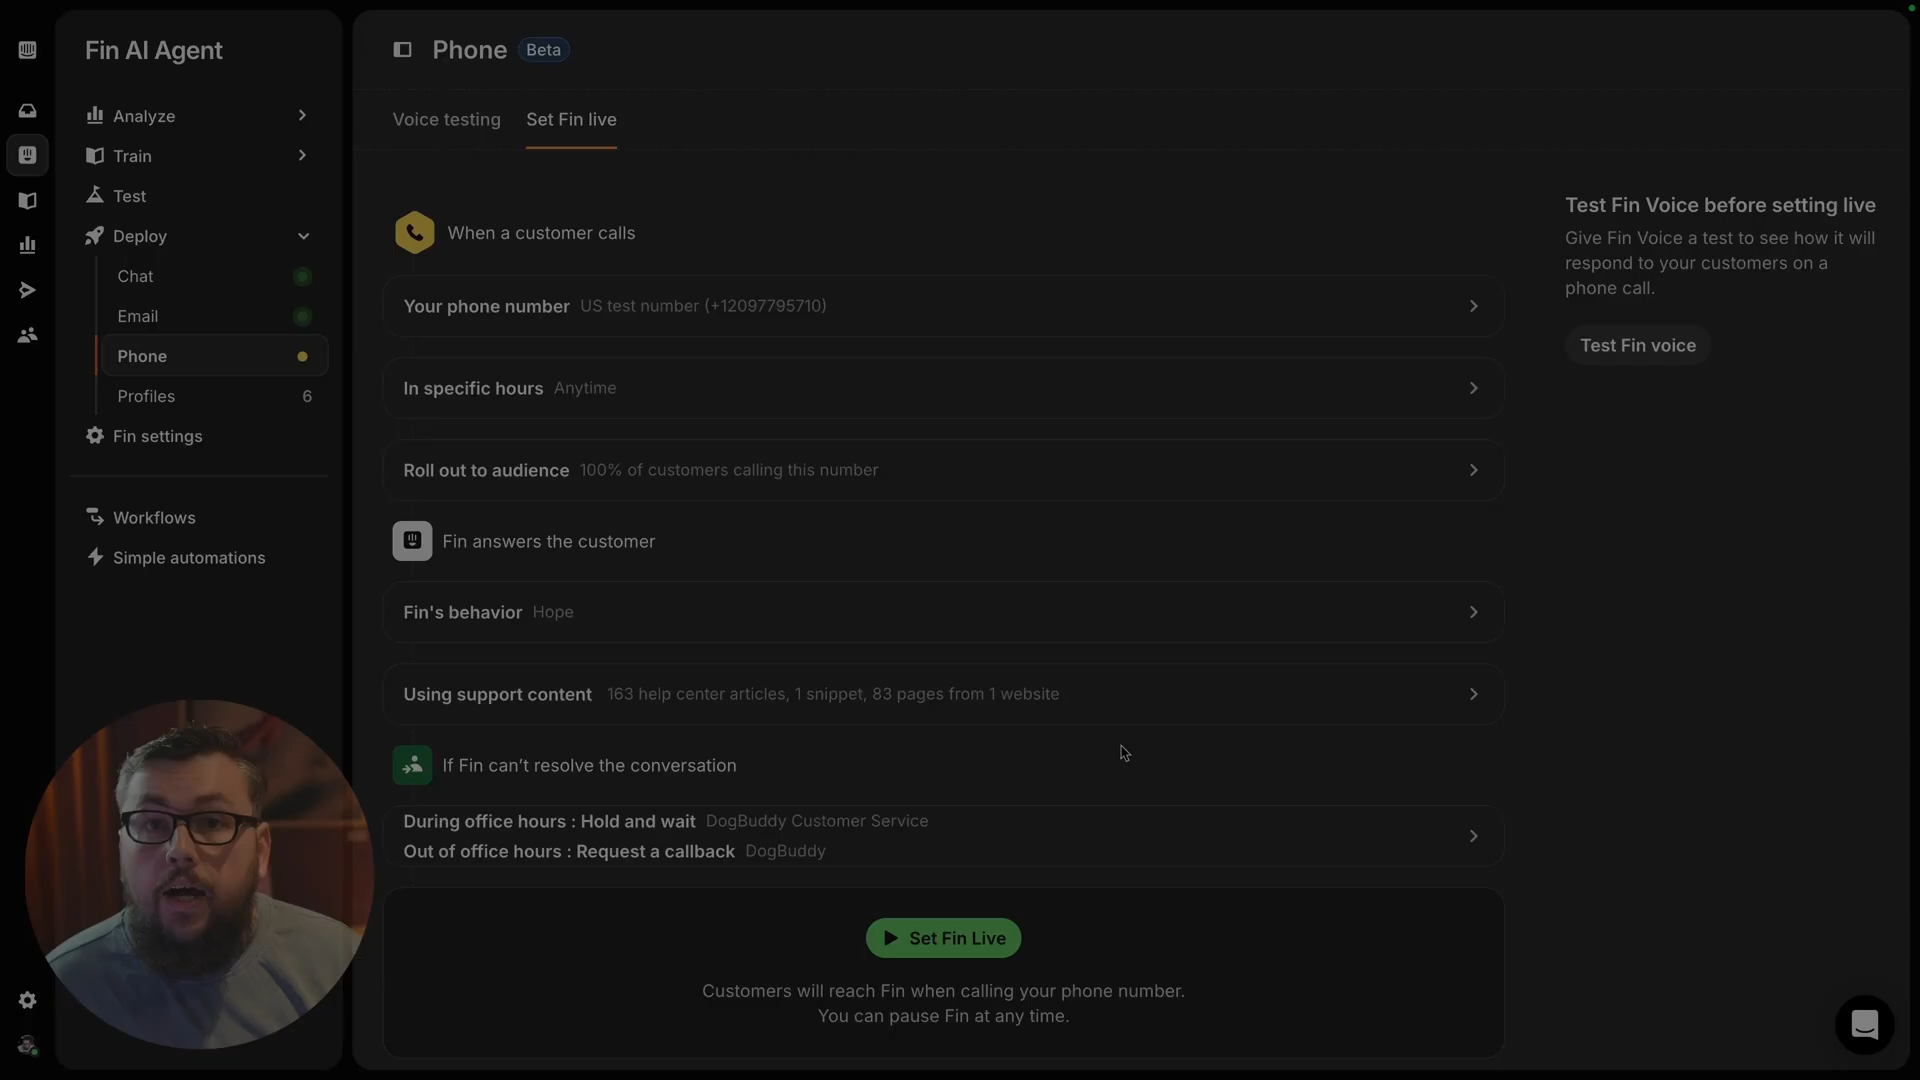 Fin AI Agent
Analyze
Train
Test
Deploy
Chat
Email
Phone
Profiles 6
Fin settings
Workflows
Simple automations
Phone Beta
Voice testing Set Fin live
When a customer calls
Your phone number US test number (+12097795710)
In specific hours Anytime
Roll out to audience 100% of customers calling this number
Fin answers the customer
Fin's behavior Hope
Using support content 163 help center articles, 1 snippet, 83 pages from 1 website
If Fin can’t resolve the conversation
During office hours : Hold and wait DogBuddy Customer Service
Out of office hours : Request a callback DogBuddy
Set Fin Live
Customers will reach Fin when calling your phone number.
You can pause Fin at any time.
Test Fin Voice before setting live
Give Fin Voice a test to see how it will
respond to your customers on a
phone call.
Test Fin voice